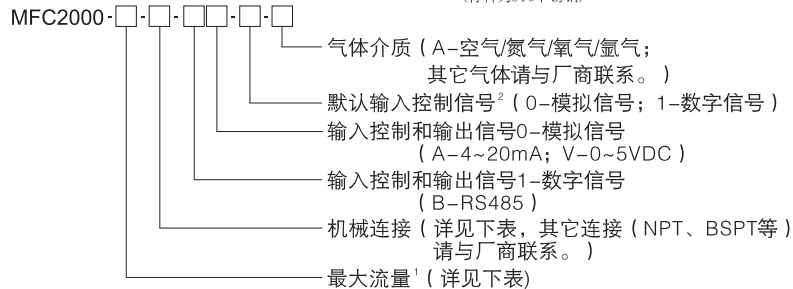 MFC2000-□-□-□□-□-□
气体介质（A-空气/氮气/氧气/氩气；
其它气体请与厂商联系。）
默认输入控制信号²（0-模拟信号；1-数字信号）
输入控制和输出信号0-模拟信号
（A-4~20mA；V-0~5VDC）
输入控制和输出信号1-数字信号
（B-RS485）
机械连接（详见下表，其它连接（NPT、BSPT等）
请与厂商联系。）
最大流量¹（详见下表)